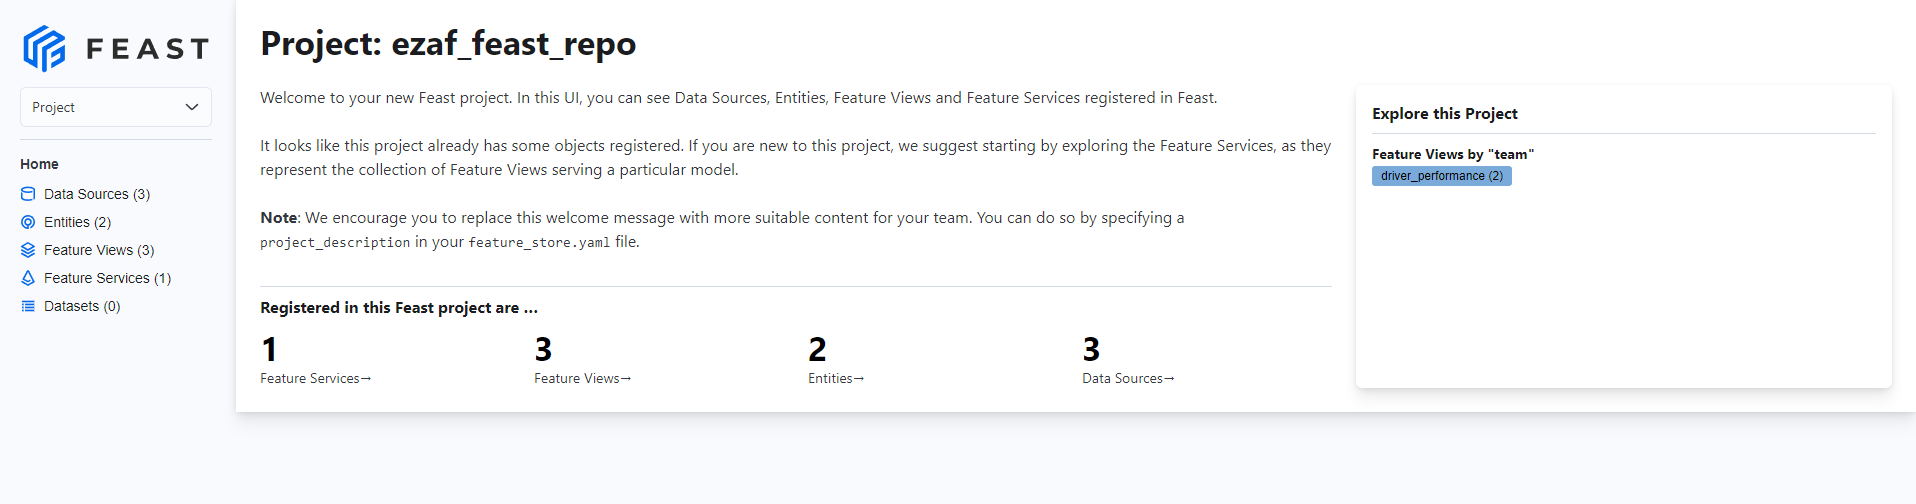 FEAST
Project
Home
Data Sources (3)
Entities (2)
Feature Views (3)
Feature Services (1)
Datasets (0)
Project: ezaf_feast_repo
Welcome to your new Feast project. In this UI, you can see Data Sources, Entities, Feature Views and Feature Services registered in Feast.
It looks like this project already has some objects registered. If you are new to this project, we suggest starting by exploring the Feature Services, as they
represent the collection of Feature Views serving a particular model.
Note: We encourage you to replace this welcome message with more suitable content for your team. You can do so by specifying a
project_description in your feature_store.yaml file.
Registered in this Feast project are …
1
Feature Services→
3
Feature Views→
2
Entities→
3
Data Sources→
Explore this Project
Feature Views by "team"
driver_performance (2)